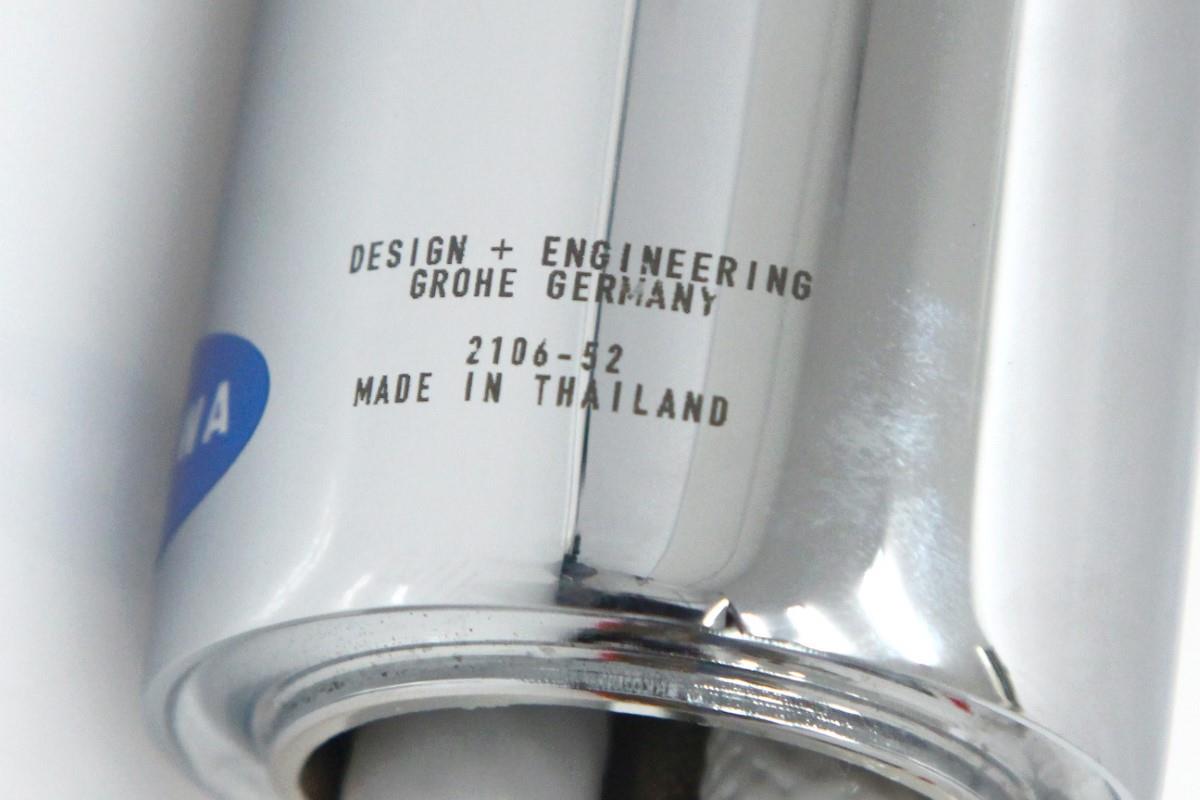 DESIGN + ENGINEERING
GROHE GERMANY
2106-52
MADE IN THAILAND